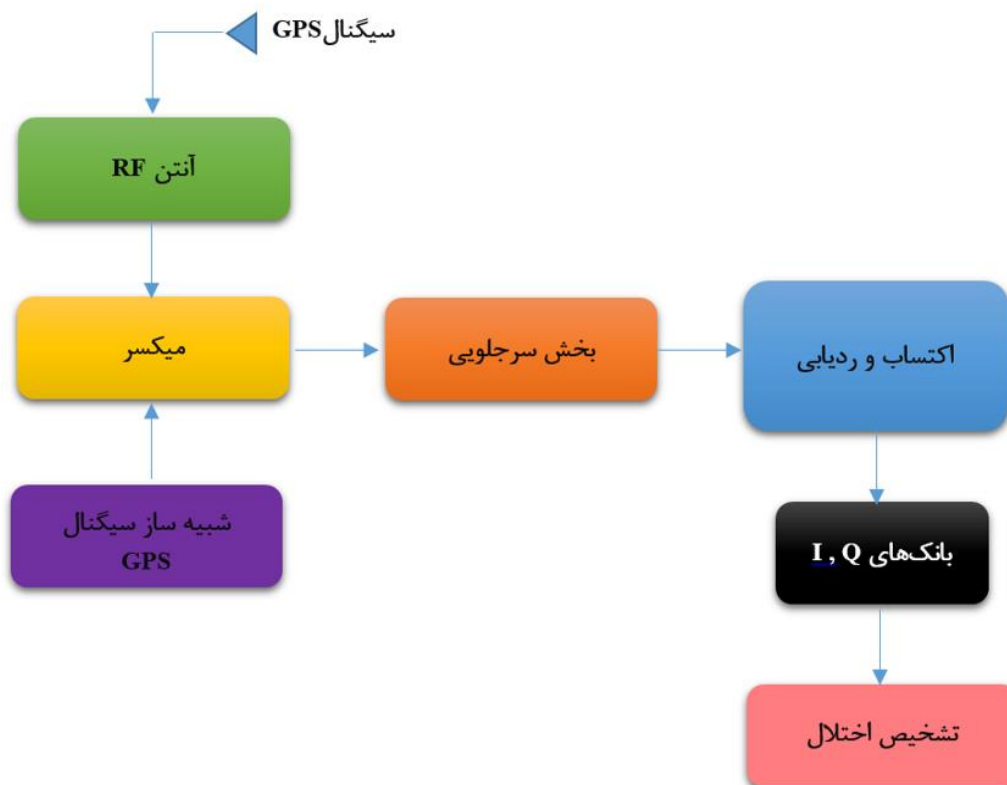 سیگنالGPS
آنتن RF
میکسر
بخش سرجلویی
اکتساب و ردیابی
شبیه ساز سیگنال
GPS
بانک‌های I , Q
تشخیص اختلال